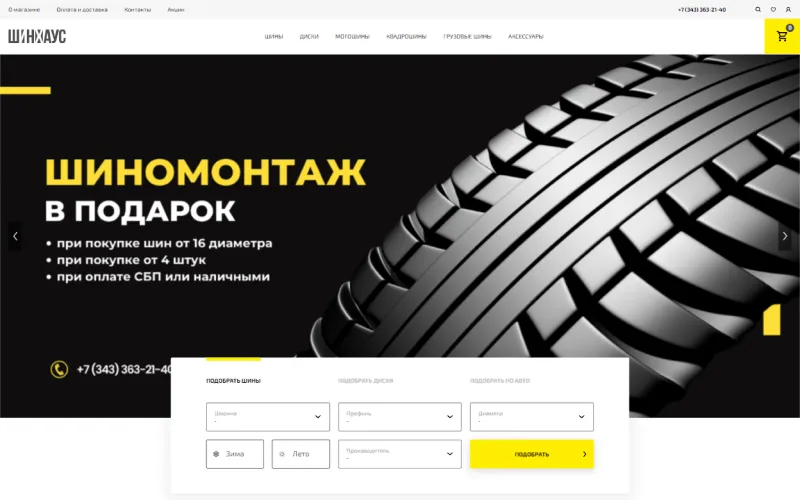 О магазине Оплата и доставка Контакты Акции +7 (343) 363-21-40
ШИНХАУС ШИНЫ ДИСКИ МОТОШИНЫ КВАДРОШИНЫ ГРУЗОВЫЕ ШИНЫ АКСЕССУАРЫ 0
ШИНОМОНТАЖ
В ПОДАРОК
• при покупке шин от 16 диаметра
• при покупке от 4 штук
• при оплате СБП или наличными
+7 (343) 363-21-40
ПОДОБРАТЬ ШИНЫ ПОДОБРАТЬ ДИСКИ ПОДОБРАТЬ ПО АВТО
Ширина Профиль Диаметр
- - -
Зима Лето Производитель ПОДОБРАТЬ
-